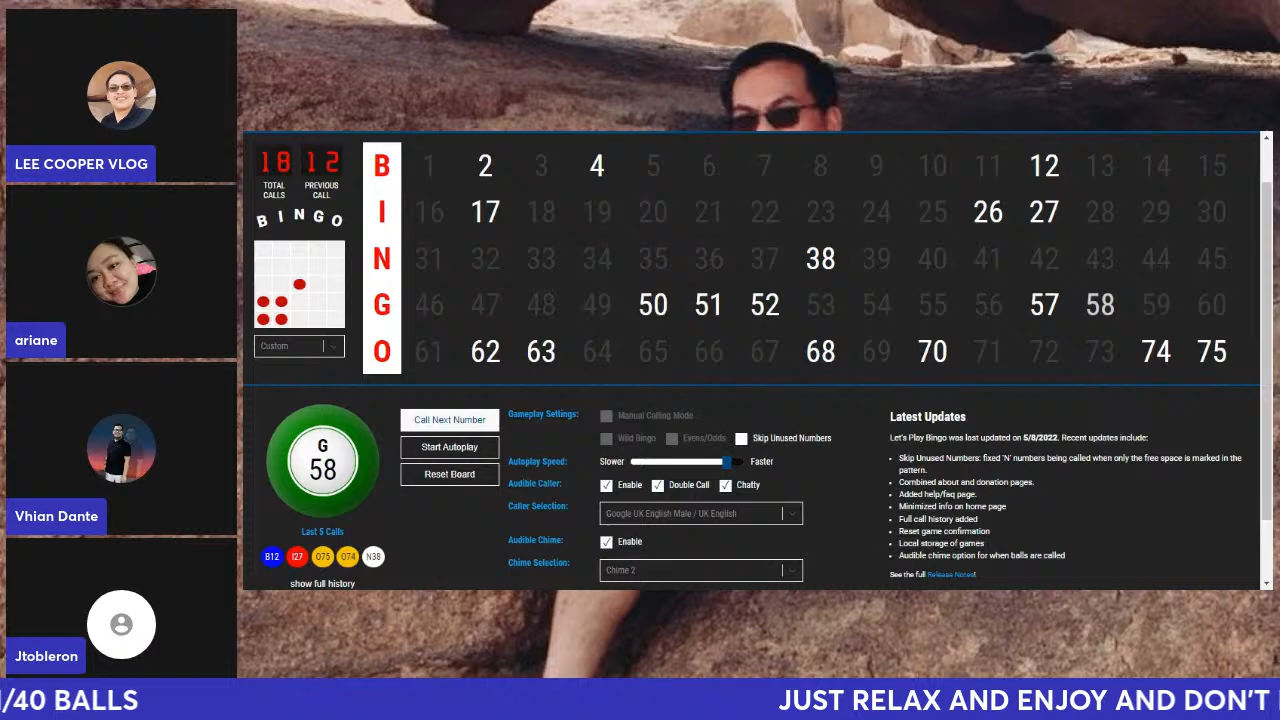 LEE COOPER VLOG
ariane
Vhian Dante
Jtobleron
18 12
TOTAL CALLS
PREVIOUS CALL
B I N G O
Custom
B 1 2 3 4 5 6 7 8 9 10 11 12 13 14 15
I 16 17 18 19 20 21 22 23 24 25 26 27 28 29 30
N 31 32 33 34 35 36 37 38 39 40 41 42 43 44 45
G 46 47 48 49 50 51 52 53 54 55 56 57 58 59 60
O 61 62 63 64 65 66 67 68 69 70 71 72 73 74 75
G
58
Last 5 Calls
B12 I27 O75 O74 N38
show full history
Call Next Number
Start Autoplay
Reset Board
Gameplay Settings:
Manual Calling Mode
Wild Bingo Evens/Odds Skip Unused Numbers
Autoplay Speed: Slower Faster
Audible Caller: Enable Double Call Chatty
Caller Selection: Google UK English Male / UK English
Audible Chime: Enable
Chime Selection: Chime 2
Latest Updates
Let's Play Bingo was last updated on 5/8/2022. Recent updates include:
Skip Unused Numbers: fixed 'N' numbers being called when only the free space is marked in the
pattern.
Combined about and donation pages.
Added help/faq page.
Minimized info on home page
Full call history added
Reset game confirmation
Local storage of games
Audible chime option for when balls are called
See the full Release Notes!
/40 BALLS JUST RELAX AND ENJOY AND DON'T